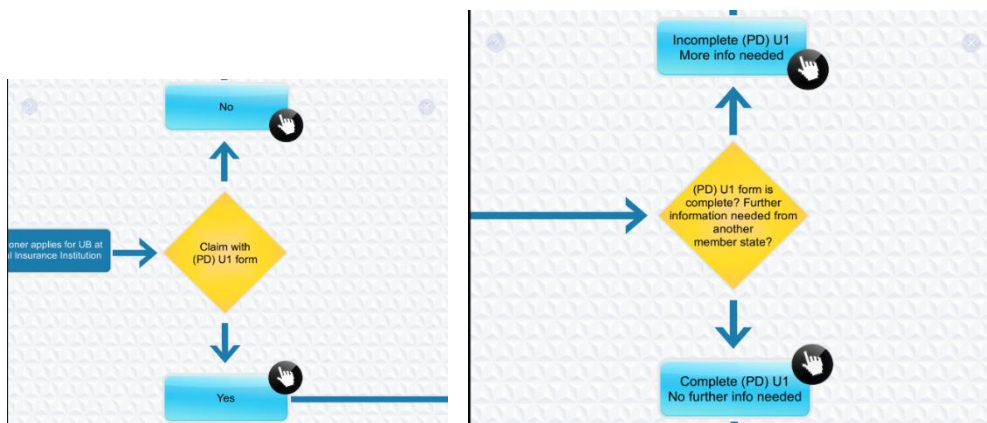 No
oner applies for UB at
l Insurance Institution
Claim with
(PD) U1 form
Yes
Incomplete (PD) U1
More info needed
(PD) U1 form is
complete? Further
information needed from
another
member state?
Complete (PD) U1
No further info needed